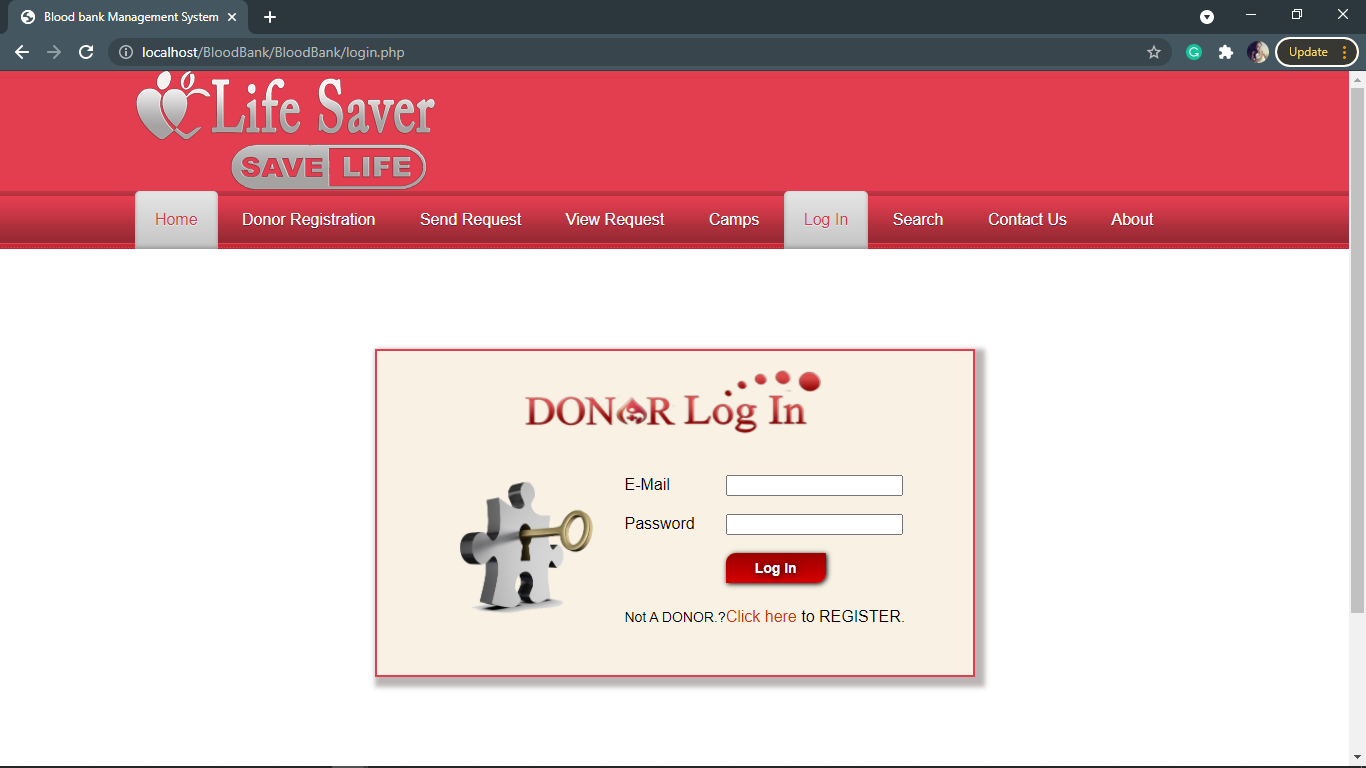 Blood bank Management System
localhost/BloodBank/BloodBank/login.php
Update
Life Saver
SAVE LIFE
Home Donor Registration Send Request View Request Camps Log In Search Contact Us About
DONOR Log In
E-Mail
Password
Log In
Not A DONOR.?Click here to REGISTER.